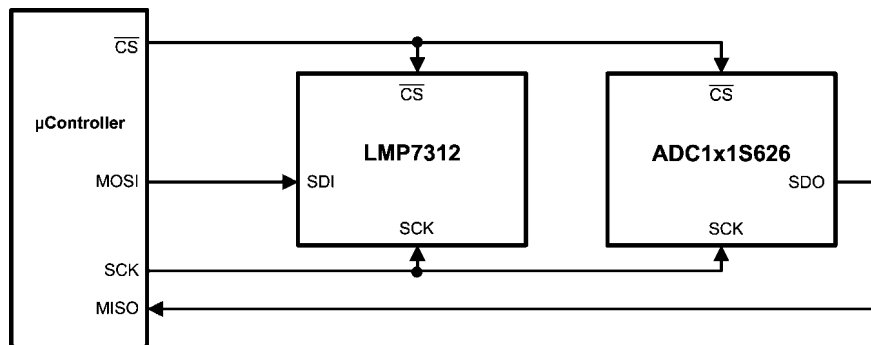 CS
CS
CS
µController
LMP7312
ADC1x1S626
MOSI
SDI
SDO
SCK
SCK
SCK
MISO